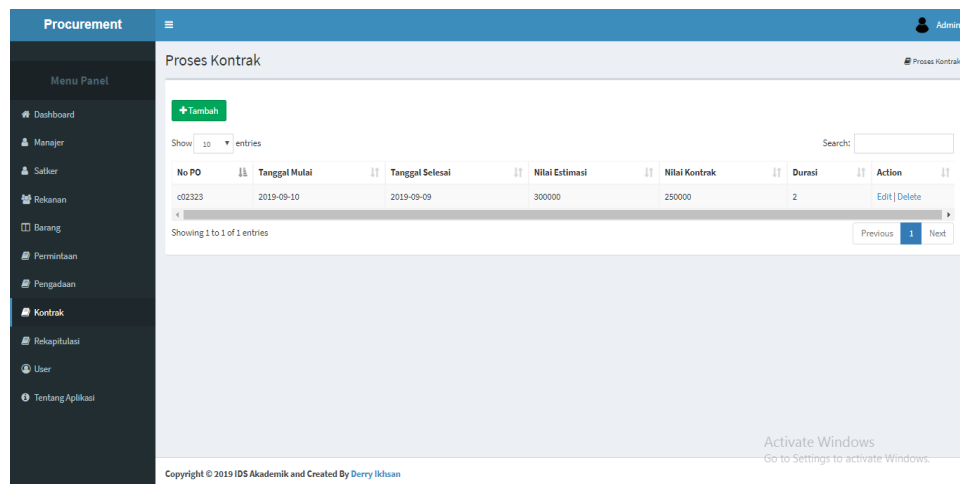 Procurement
Admin
Menu Panel
Dashboard
Manajer
Satker
Rekanan
Barang
Permintaan
Pengadaan
Kontrak
Rekapitulasi
User
Tentang Aplikasi
Proses Kontrak
Proses Kontrak
Tambah
Show 10 entries
Search:
No PO Tanggal Mulai Tanggal Selesai Nilai Estimasi Nilai Kontrak Durasi Action
c02323 2019-09-10 2019-09-09 300000 250000 2 Edit | Delete
Showing 1 to 1 of 1 entries
Previous 1 Next
Activate Windows
Go to Settings to activate Windows.
Copyright © 2019 IDS Akademik and Created By Derry Ikhsan